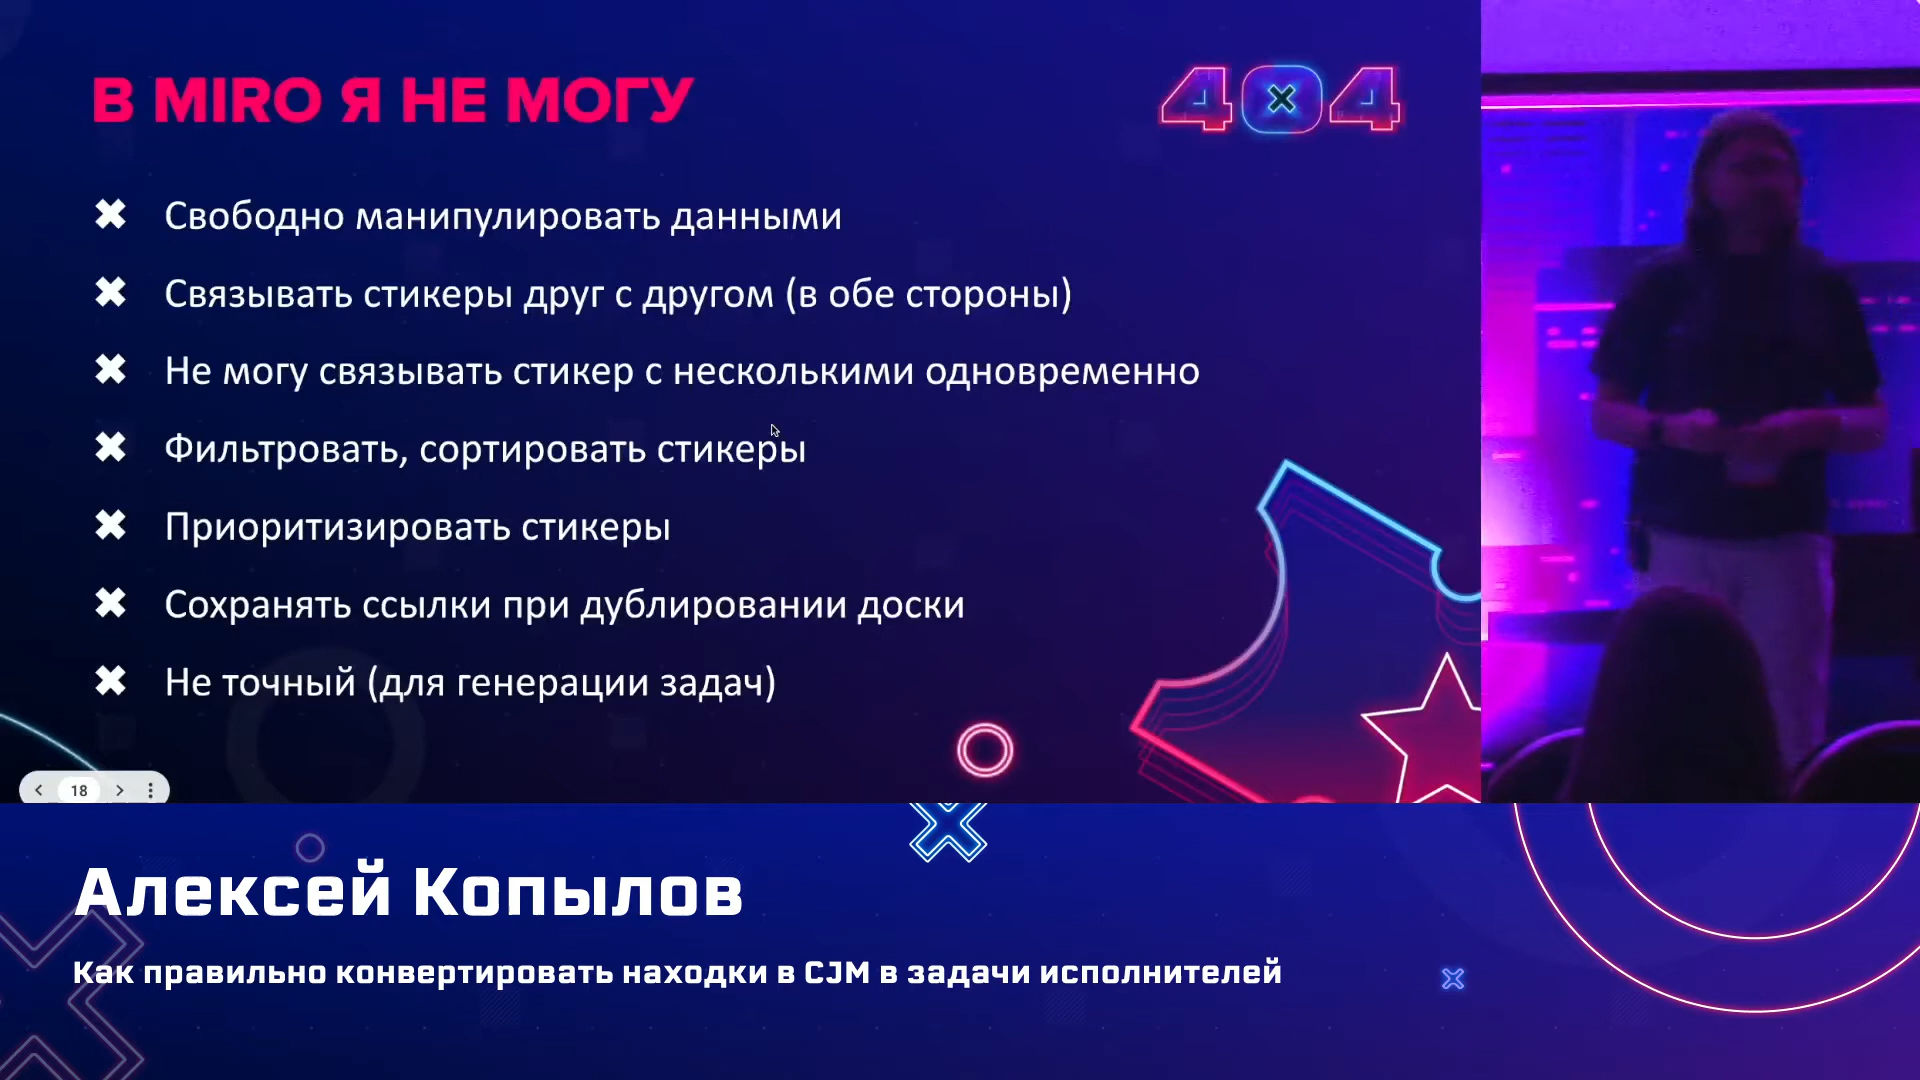 В MIRO Я НЕ МОГУ
404
✖ Свободно манипулировать данными
✖ Связывать стикеры друг с другом (в обе стороны)
✖ Не могу связывать стикер с несколькими одновременно
✖ Фильтровать, сортировать стикеры
✖ Приоритизировать стикеры
✖ Сохранять ссылки при дублировании доски
✖ Не точный (для генерации задач)
18
Алексей Копылов
Как правильно конвертировать находки в CJM в задачи исполнителей